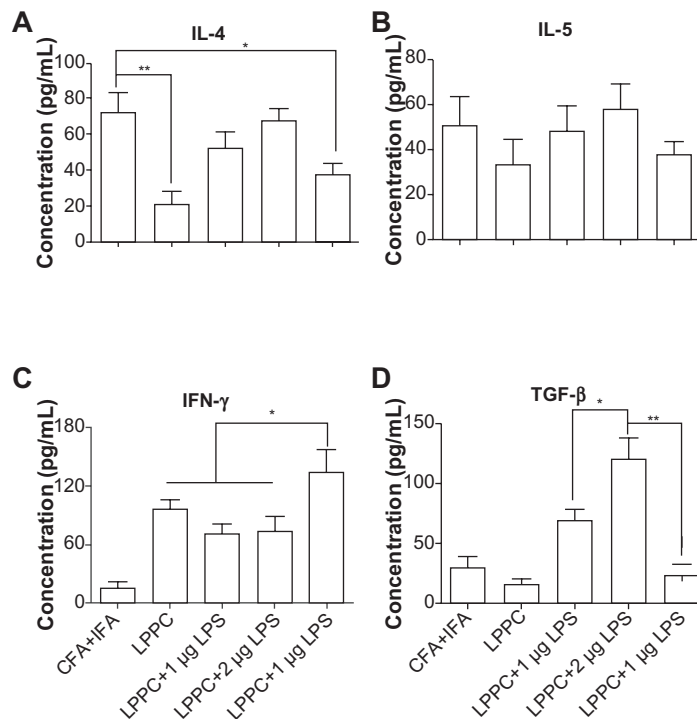 A
IL-4
Concentration (pg/mL)
100
80
60
40
20
0
**
*
B
IL-5
Concentration (pg/mL)
80
60
40
20
0
C
IFN-γ
Concentration (pg/mL)
180
120
60
0
*
CFA+IFA
LPPC
LPPC+1 µg LPS
LPPC+2 µg LPS
LPPC+1 µg LPS
D
TGF-β
Concentration (pg/mL)
150
100
50
0
*
**
CFA+IFA
LPPC
LPPC+1 µg LPS
LPPC+2 µg LPS
LPPC+1 µg LPS